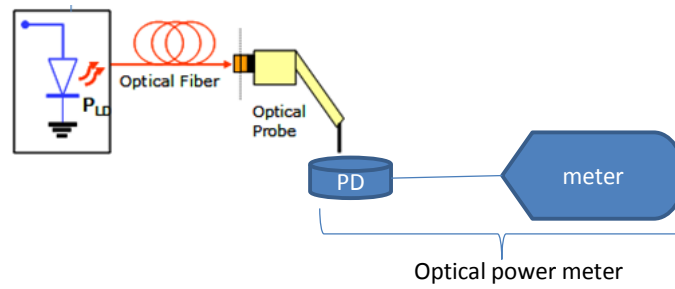 P_LD
Optical Fiber
Optical
Probe
PD
meter
Optical power meter